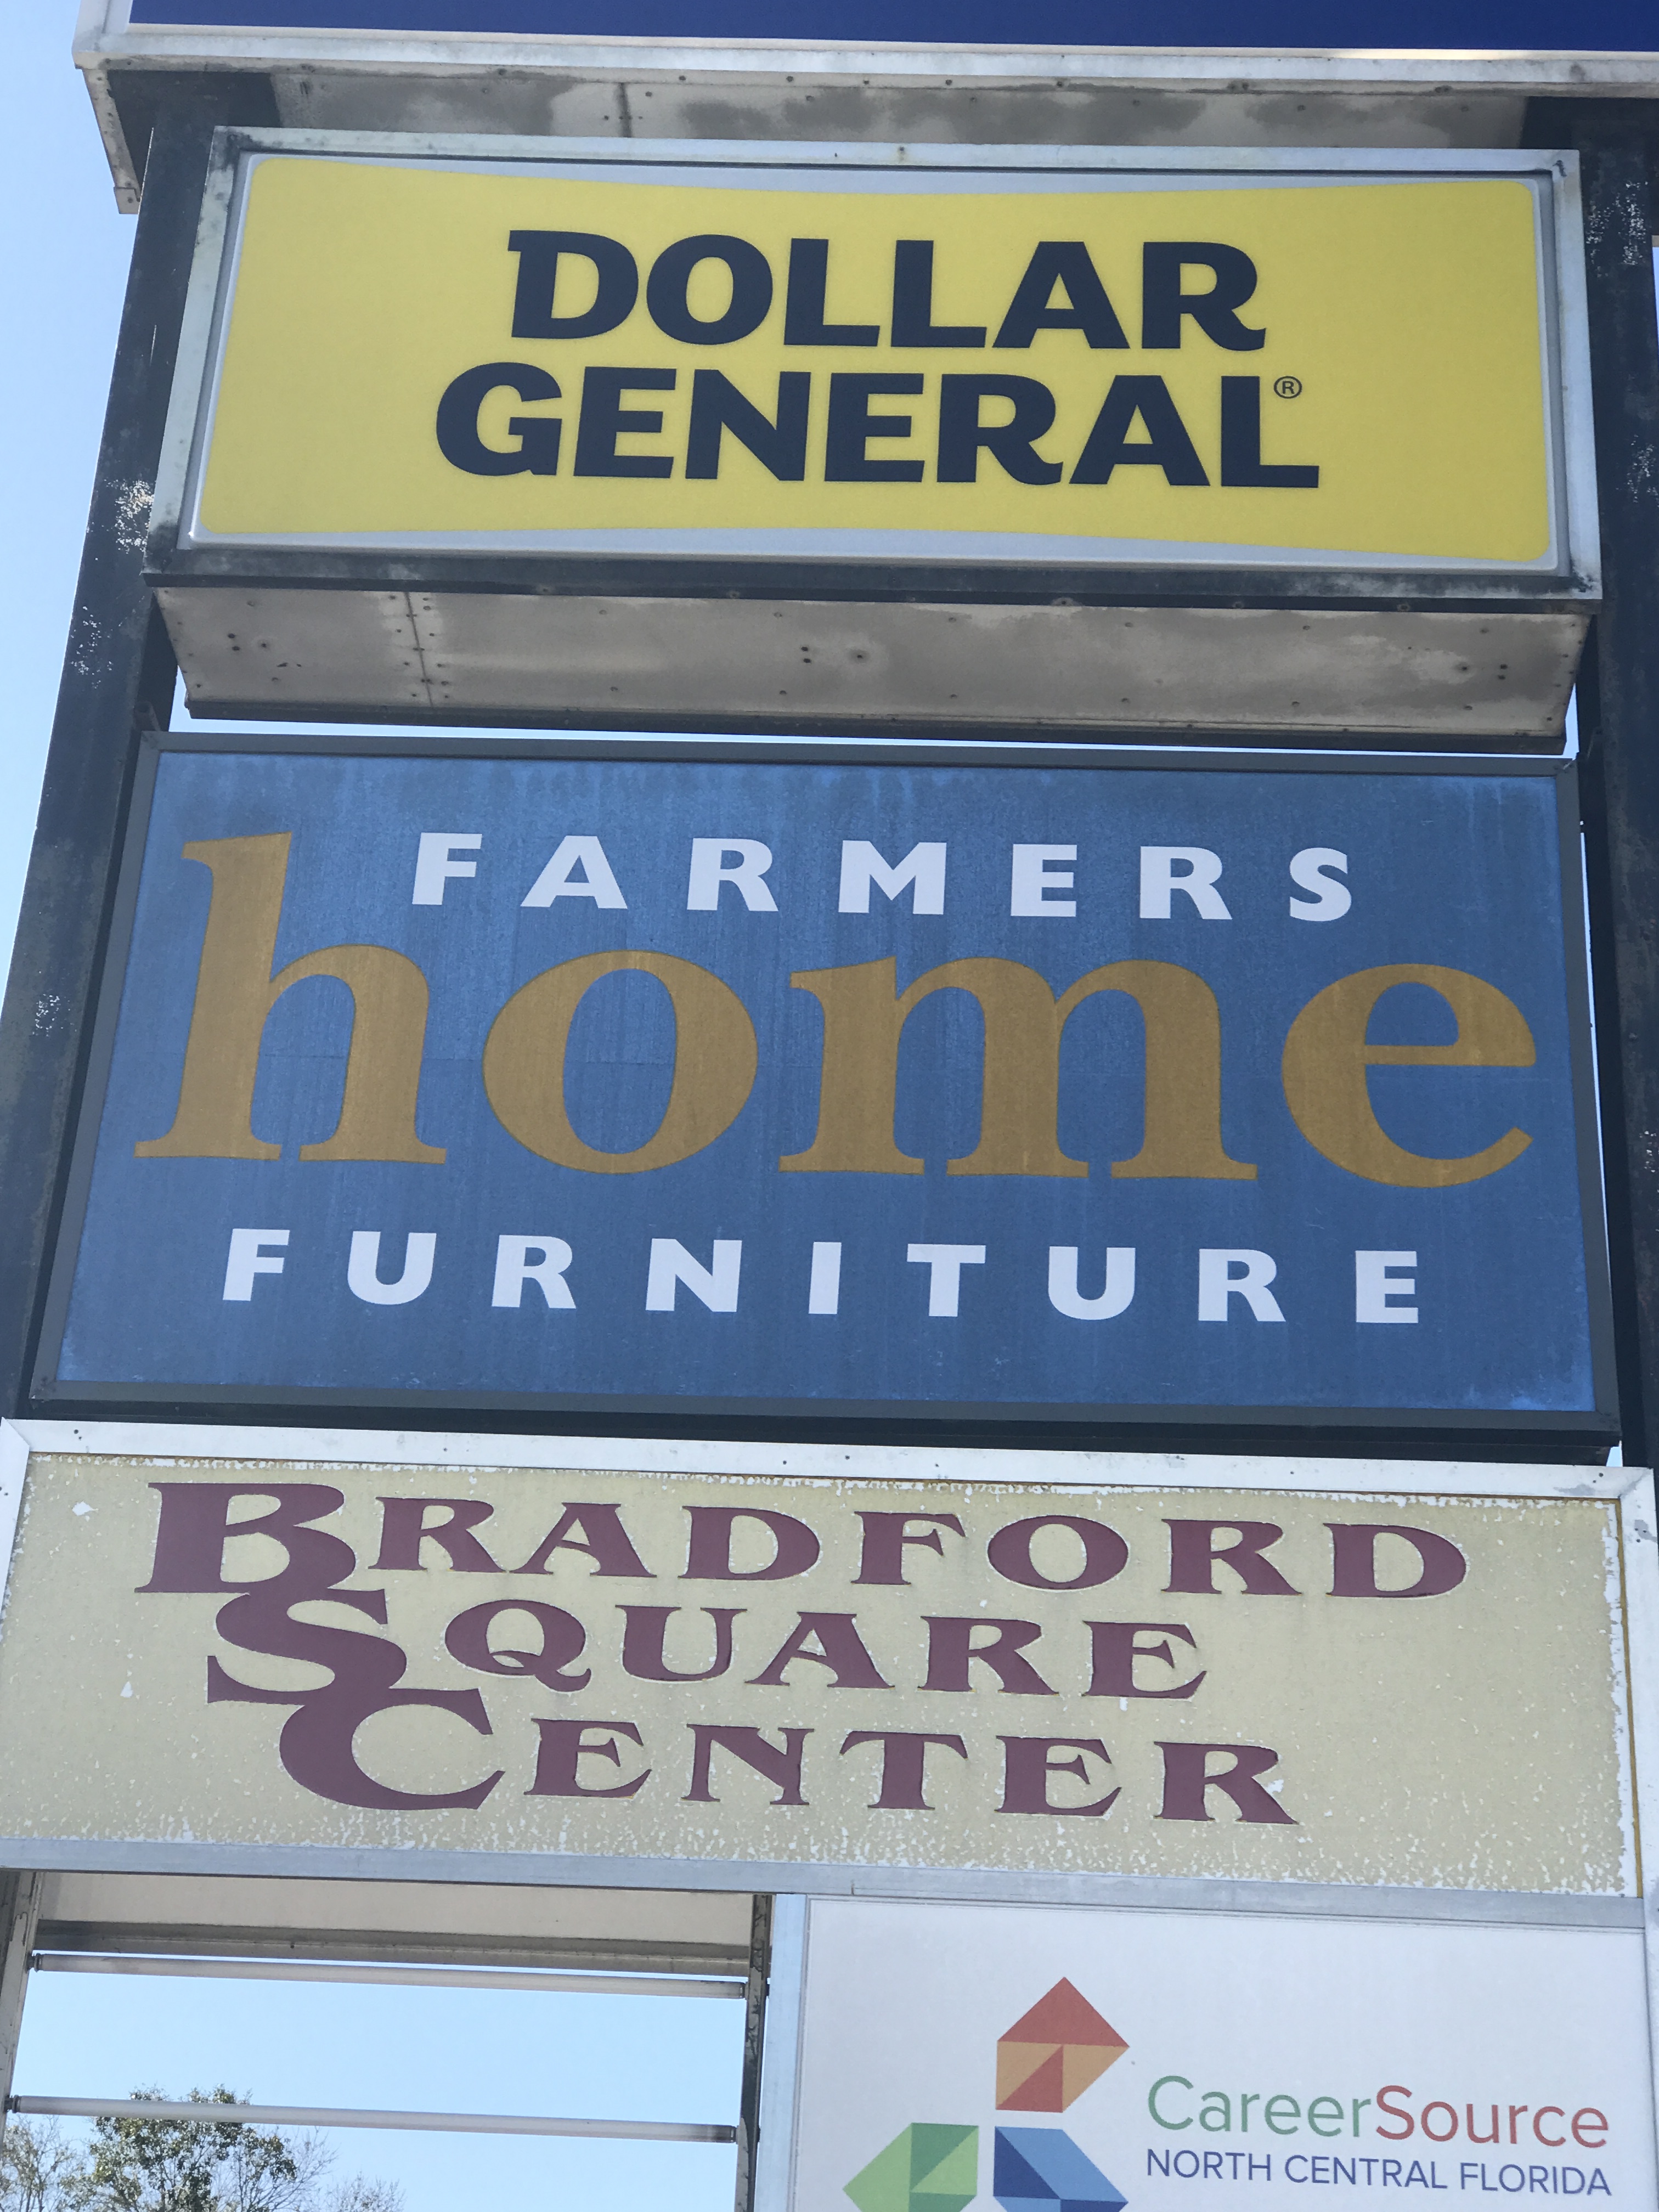 DOLLAR
GENERAL®
FARMERS
home
FURNITURE
BRADFORD
SQUARE
CENTER
CareerSource
NORTH CENTRAL FLORIDA